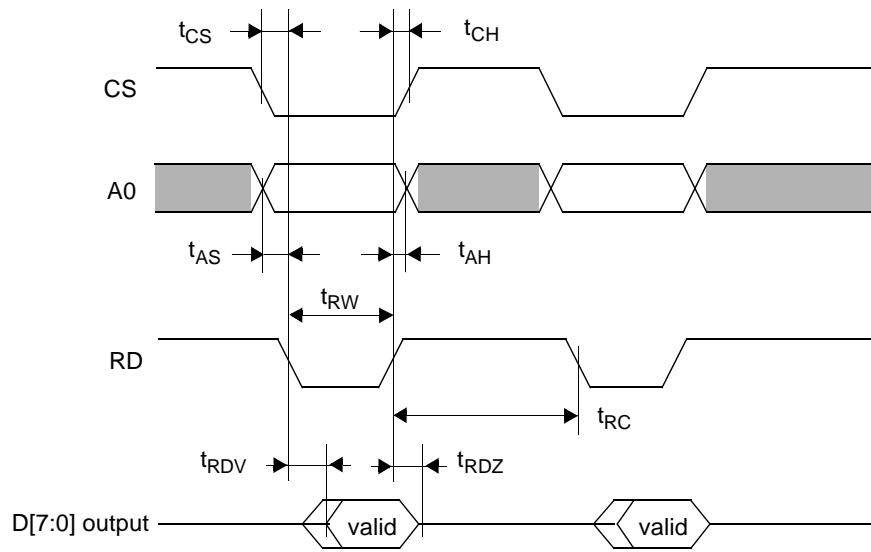 tCS
tCH
CS
A0
tAS
tAH
tRW
RD
tRC
tRDV
tRDZ
D[7:0] output
valid
valid